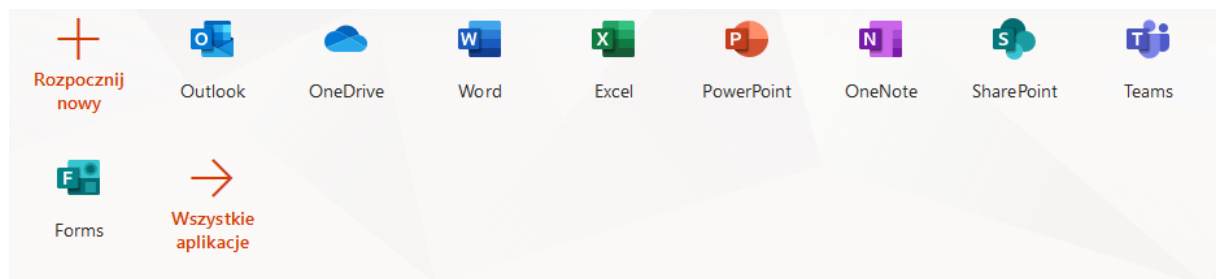 Rozpocznij
nowy
Outlook
OneDrive
Word
Excel
PowerPoint
OneNote
SharePoint
Teams
Forms
Wszystkie
aplikacje